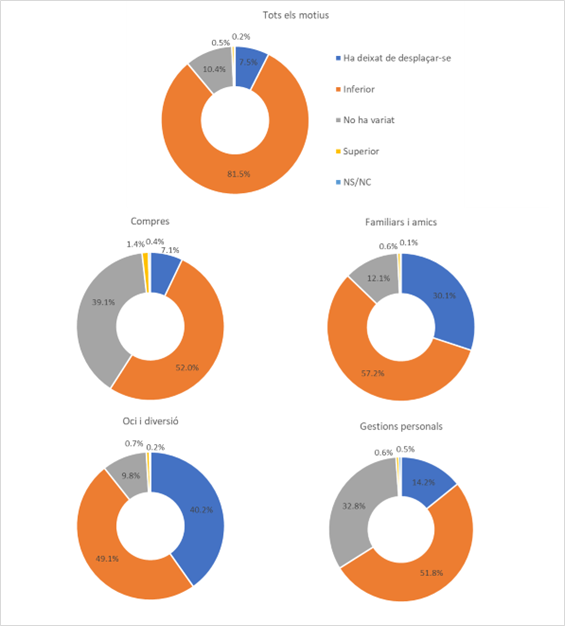 Tots els motius
0.5%
0.2%
7.5%
10.4%
81.5%
Ha deixat de desplaçar-se
Inferior
No ha variat
Superior
NS/NC
Compres
1.4%
0.4%
7.1%
39.1%
52.0%
Familiars i amics
0.6%
0.1%
12.1%
30.1%
57.2%
Oci i diversió
0.7%
0.2%
9.8%
40.2%
49.1%
Gestions personals
0.6%
0.5%
14.2%
32.8%
51.8%